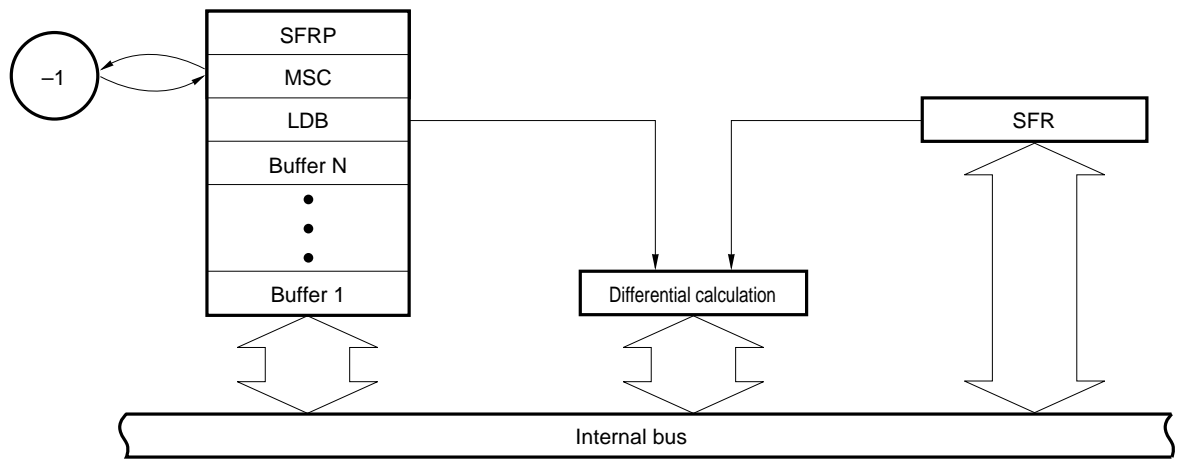 SFRP
–1
MSC
LDB
SFR
Buffer N
Buffer 1
Differential calculation
Internal bus